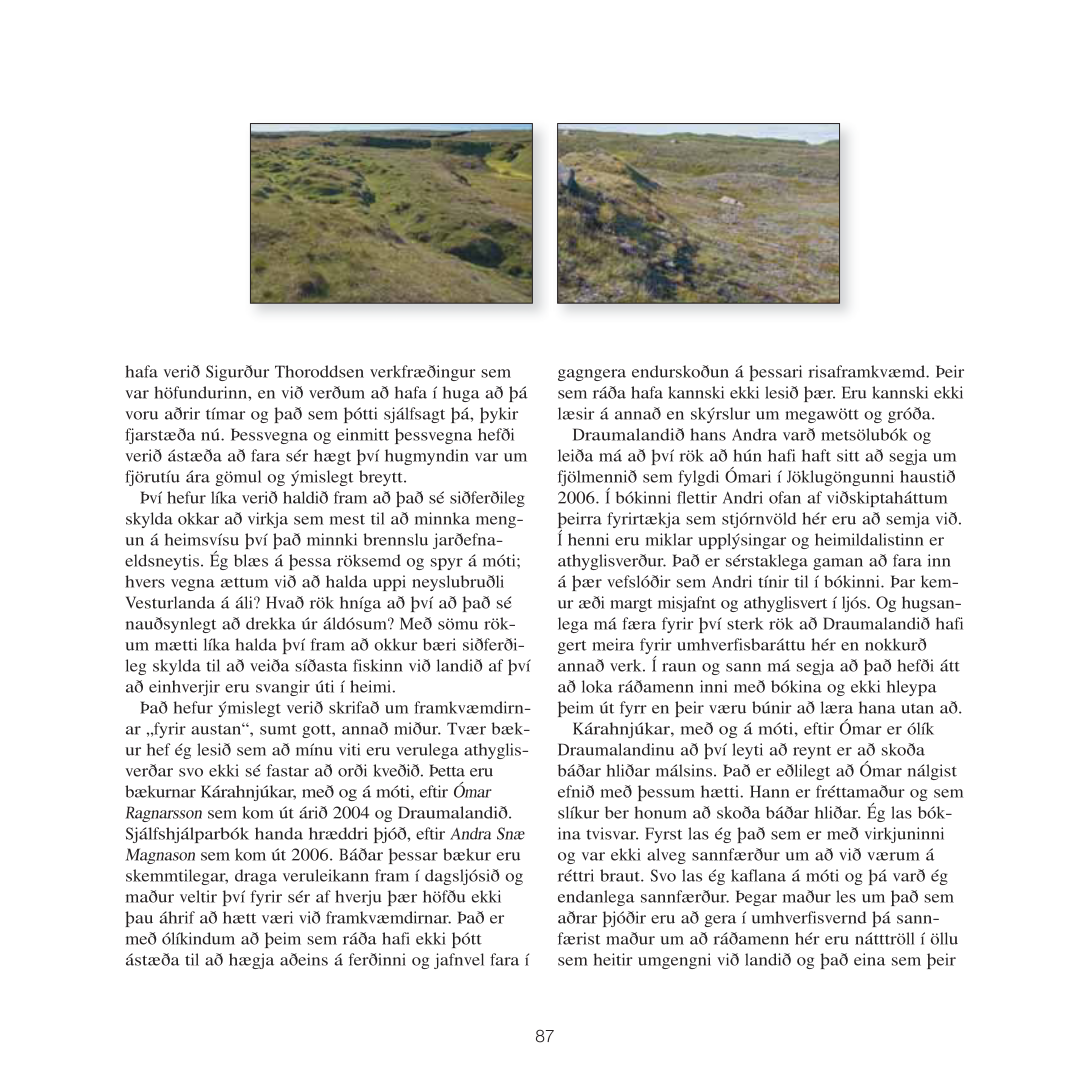 hafa verið Sigurður Thoroddsen verkfræðingur sem
var höfundurinn, en við verðum að hafa í huga að þá
voru aðrir tímar og það sem þótti sjálfsagt þá, þykir
fjarstæða nú. Þessvegna og einmitt þessvegna hefði
verið ástæða að fara sér hægt því hugmyndin var um
fjörutíu ára gömul og ýmislegt breytt.
Því hefur líka verið haldið fram að það sé siðferðileg
skylda okkar að virkja sem mest til að minnka meng-
un á heimsvísu því það minnki brennslu jarðefna-
eldsneytis. Ég blæs á þessa röksemd og spyr á móti;
hvers vegna ættum við að halda uppi neyslubruðli
Vesturlanda á áli? Hvað rök hníga að því að það sé
nauðsynlegt að drekka úr áldósum? Með sömu rök-
um mætti líka halda því fram að okkur bæri siðferði-
leg skylda til að veiða síðasta fiskinn við landið af því
að einhverjir eru svangir úti í heimi.
Það hefur ýmislegt verið skrifað um framkvæmdirn-
ar „fyrir austan“, sumt gott, annað miður. Tvær bæk-
ur hef ég lesið sem að mínu viti eru verulega athyglis-
verðar svo ekki sé fastar að orði kveðið. Þetta eru
bækurnar Kárahnjúkar, með og á móti, eftir Ómar
Ragnarsson sem kom út árið 2004 og Draumalandið.
Sjálfshjálparbók handa hræddri þjóð, eftir Andra Snæ
Magnason sem kom út 2006. Báðar þessar bækur eru
skemmtilegar, draga veruleikann fram í dagsljósið og
maður veltir því fyrir sér af hverju þær höfðu ekki
þau áhrif að hætt væri við framkvæmdirnar. Það er
með ólíkindum að þeim sem ráða hafi ekki þótt
ástæða til að hægja aðeins á ferðinni og jafnvel fara í
gagngera endurskoðun á þessari risaframkvæmd. Þeir
sem ráða hafa kannski ekki lesið þær. Eru kannski ekki
læsir á annað en skýrslur um megawött og gróða.
Draumalandið hans Andra varð metsölubók og
leiða má að því rök að hún hafi haft sitt að segja um
fjölmennið sem fylgdi Ómari í Jöklugöngunni haustið
2006. Í bókinni flettir Andri ofan af viðskiptaháttum
þeirra fyrirtækja sem stjórnvöld hér eru að semja við.
Í henni eru miklar upplýsingar og heimildalistinn er
athyglisverður. Það er sérstaklega gaman að fara inn
á þær vefslóðir sem Andri tínir til í bókinni. Þar kem-
ur æði margt misjafnt og athyglisvert í ljós. Og hugsan-
lega má færa fyrir því sterk rök að Draumalandið hafi
gert meira fyrir umhverfisbaráttu hér en nokkurð
annað verk. Í raun og sann má segja að það hefði átt
að loka ráðamenn inni með bókina og ekki hleypa
þeim út fyrr en þeir væru búnir að læra hana utan að.
Kárahnjúkar, með og á móti, eftir Ómar er ólík
Draumalandinu að því leyti að reynt er að skoða
báðar hliðar málsins. Það er eðlilegt að Ómar nálgist
efnið með þessum hætti. Hann er fréttamaður og sem
slíkur ber honum að skoða báðar hliðar. Ég las bók-
ina tvisvar. Fyrst las ég það sem er með virkjuninni
og var ekki alveg sannfærður um að við værum á
réttri braut. Svo las ég kaflana á móti og þá varð ég
endanlega sannfærður. Þegar maður les um það sem
aðrar þjóðir eru að gera í umhverfisvernd þá sann-
færist maður um að ráðamenn hér eru nátttröll í öllu
sem heitir umgengni við landið og það eina sem þeir
87